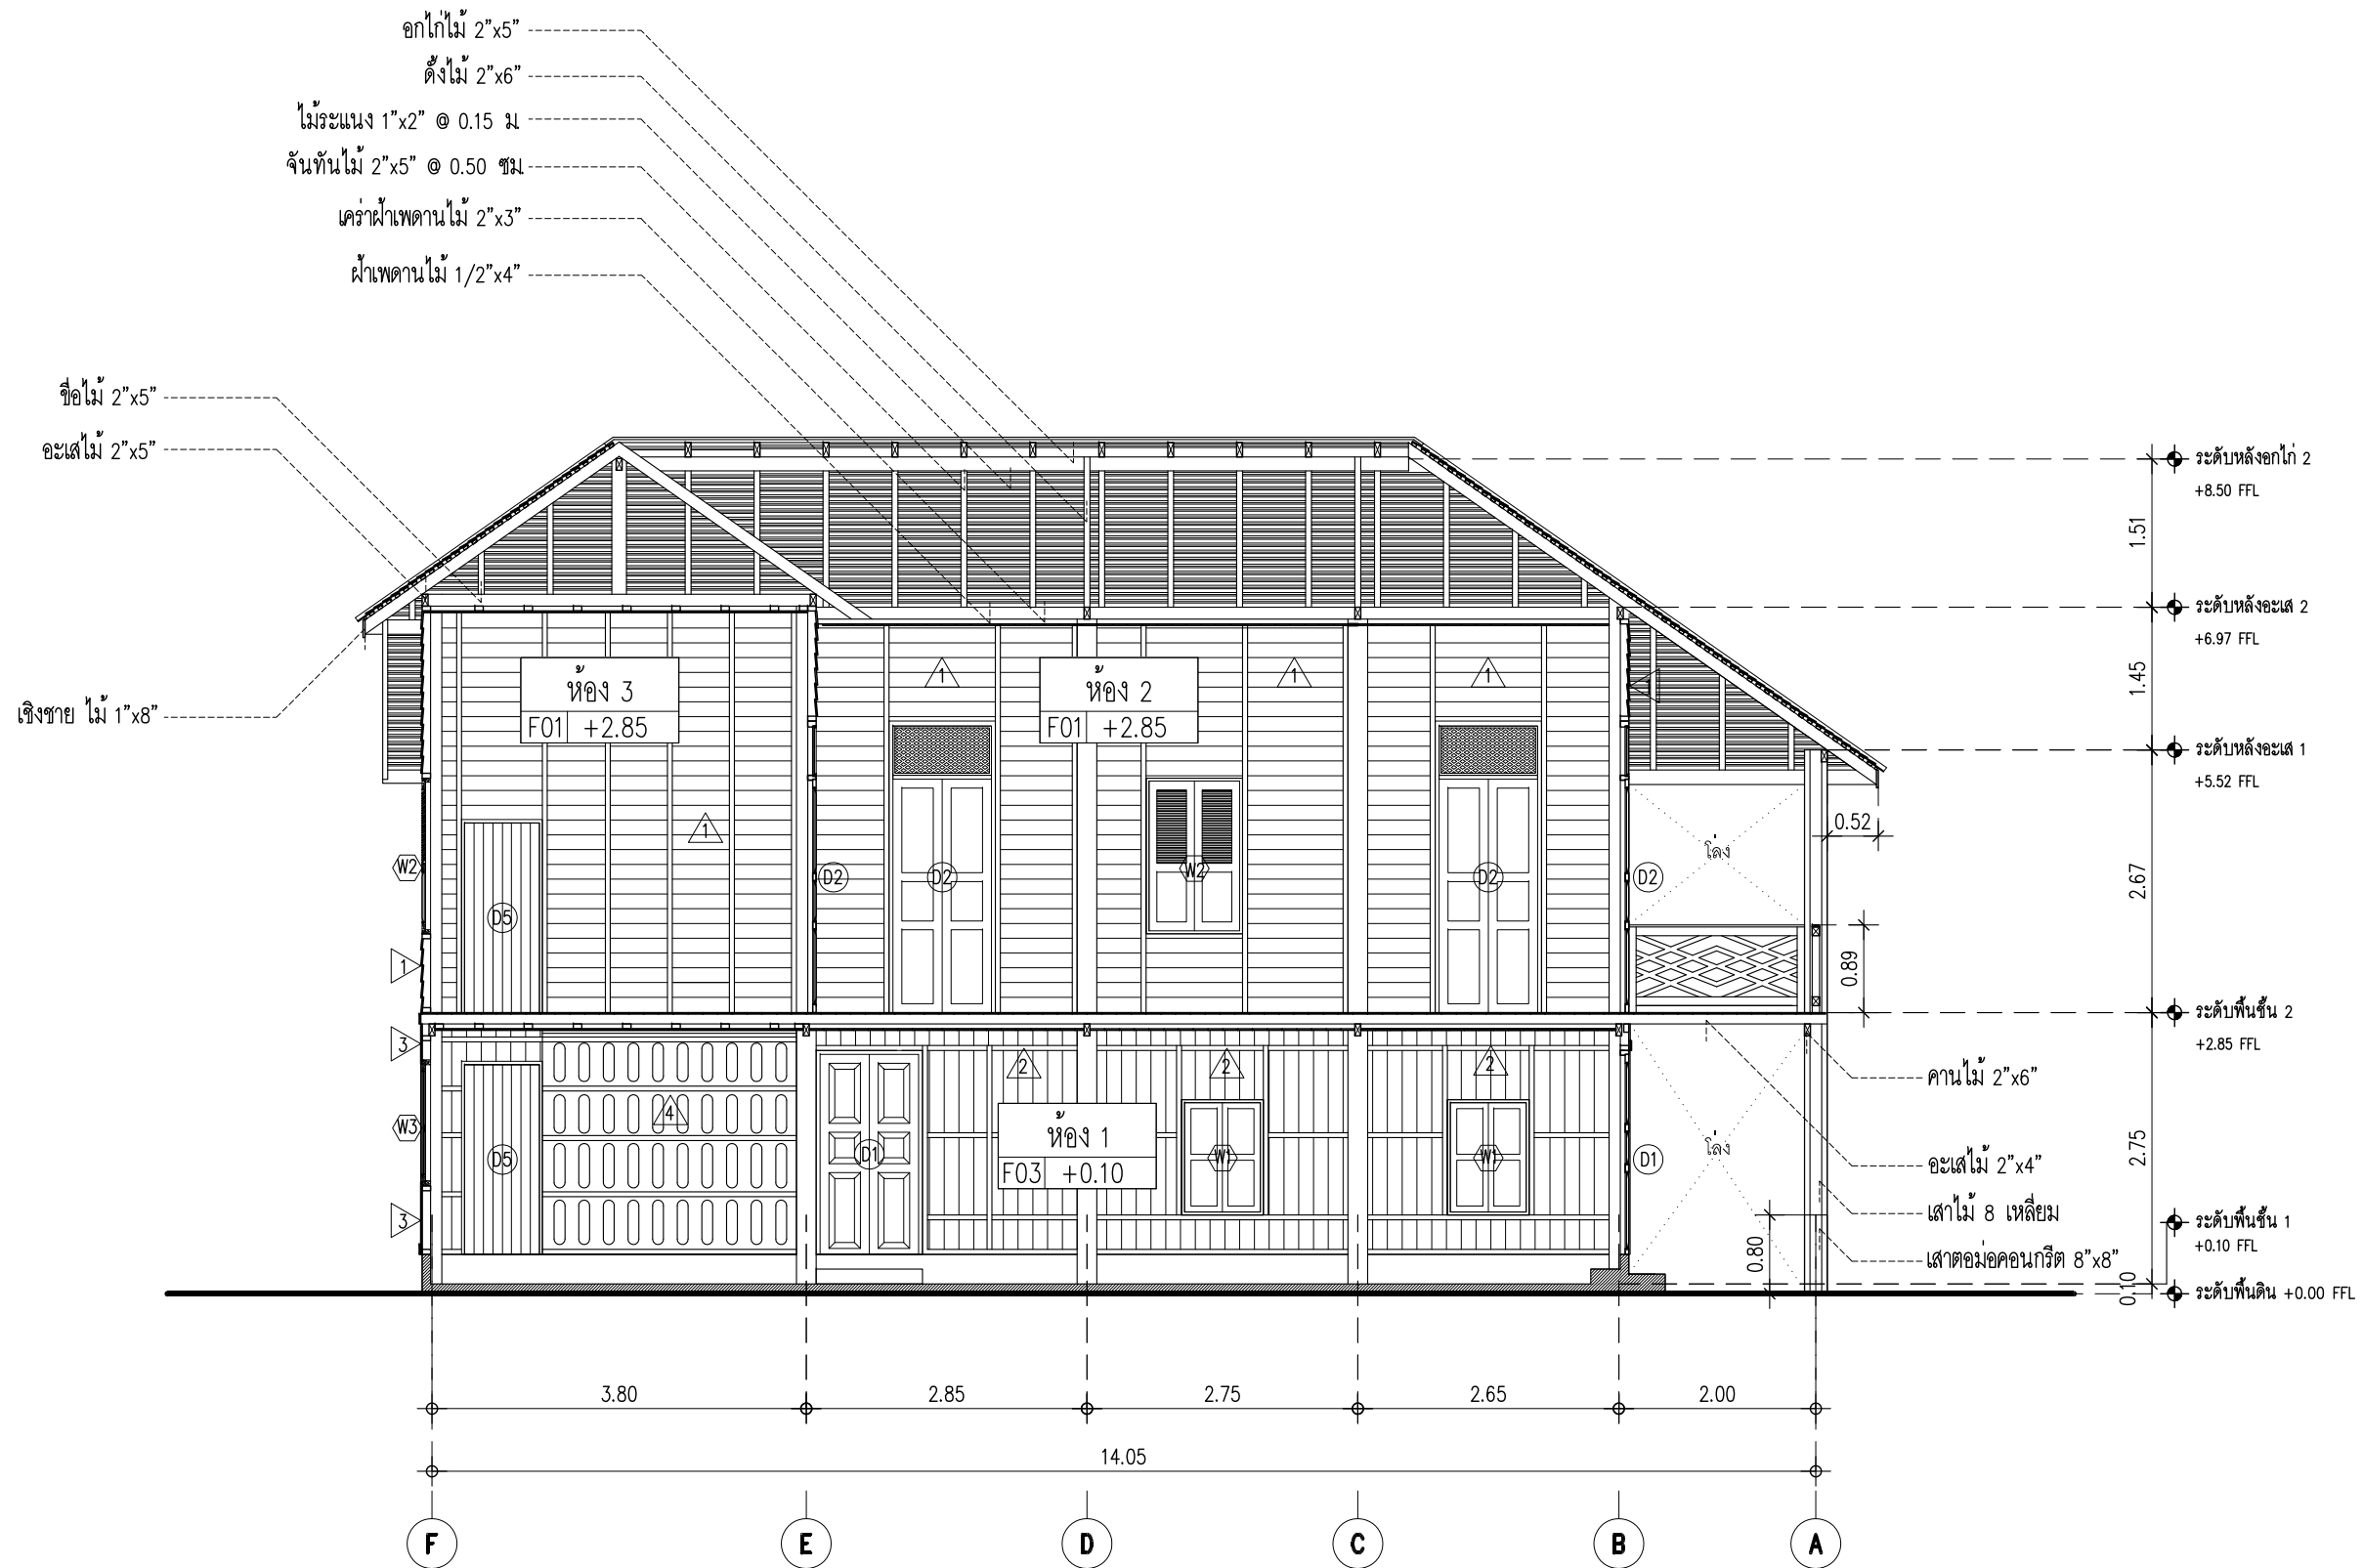 อกไก่ไม้ 2"x5"
ดั้งไม้ 2"x6"
ไม้ระแนง 1"x2" @ 0.15 ม.
จันทันไม้ 2"x5" @ 0.50 ซม.
เคร่าฝ้าเพดานไม้ 2"x3"
ฝ้าเพดานไม้ 1/2"x4"
ขื่อไม้ 2"x5"
อะเสไม้ 2"x5"
เชิงชาย ไม้ 1"x8"
ระดับหลังอกไก่ 2
+8.50 FFL
1.51
ระดับหลังอะเส 2
+6.97 FFL
1.45
ระดับหลังอะเส 1
+5.52 FFL
2.67
ระดับพื้นชั้น 2
+2.85 FFL
2.75
ระดับพื้นชั้น 1
+0.10 FFL
0.10
ระดับพื้นดิน +0.00 FFL
ห้อง 3
F01 +2.85
ห้อง 2
F01 +2.85
1
1
1
1
1
W2
D5
D2
D2
W2
D2
D2
โล่ง
0.52
0.89
1
3
W3
3
D5
4
D1
2
2
2
ห้อง 1
F03 +0.10
W1
W1
D1
โล่ง
0.80
คานไม้ 2"x6"
อะเสไม้ 2"x4"
เสาไม้ 8 เหลี่ยม
เสาตอม่อคอนกรีต 8"x8"
3.80 2.85 2.75 2.65 2.00
14.05
F E D C B A